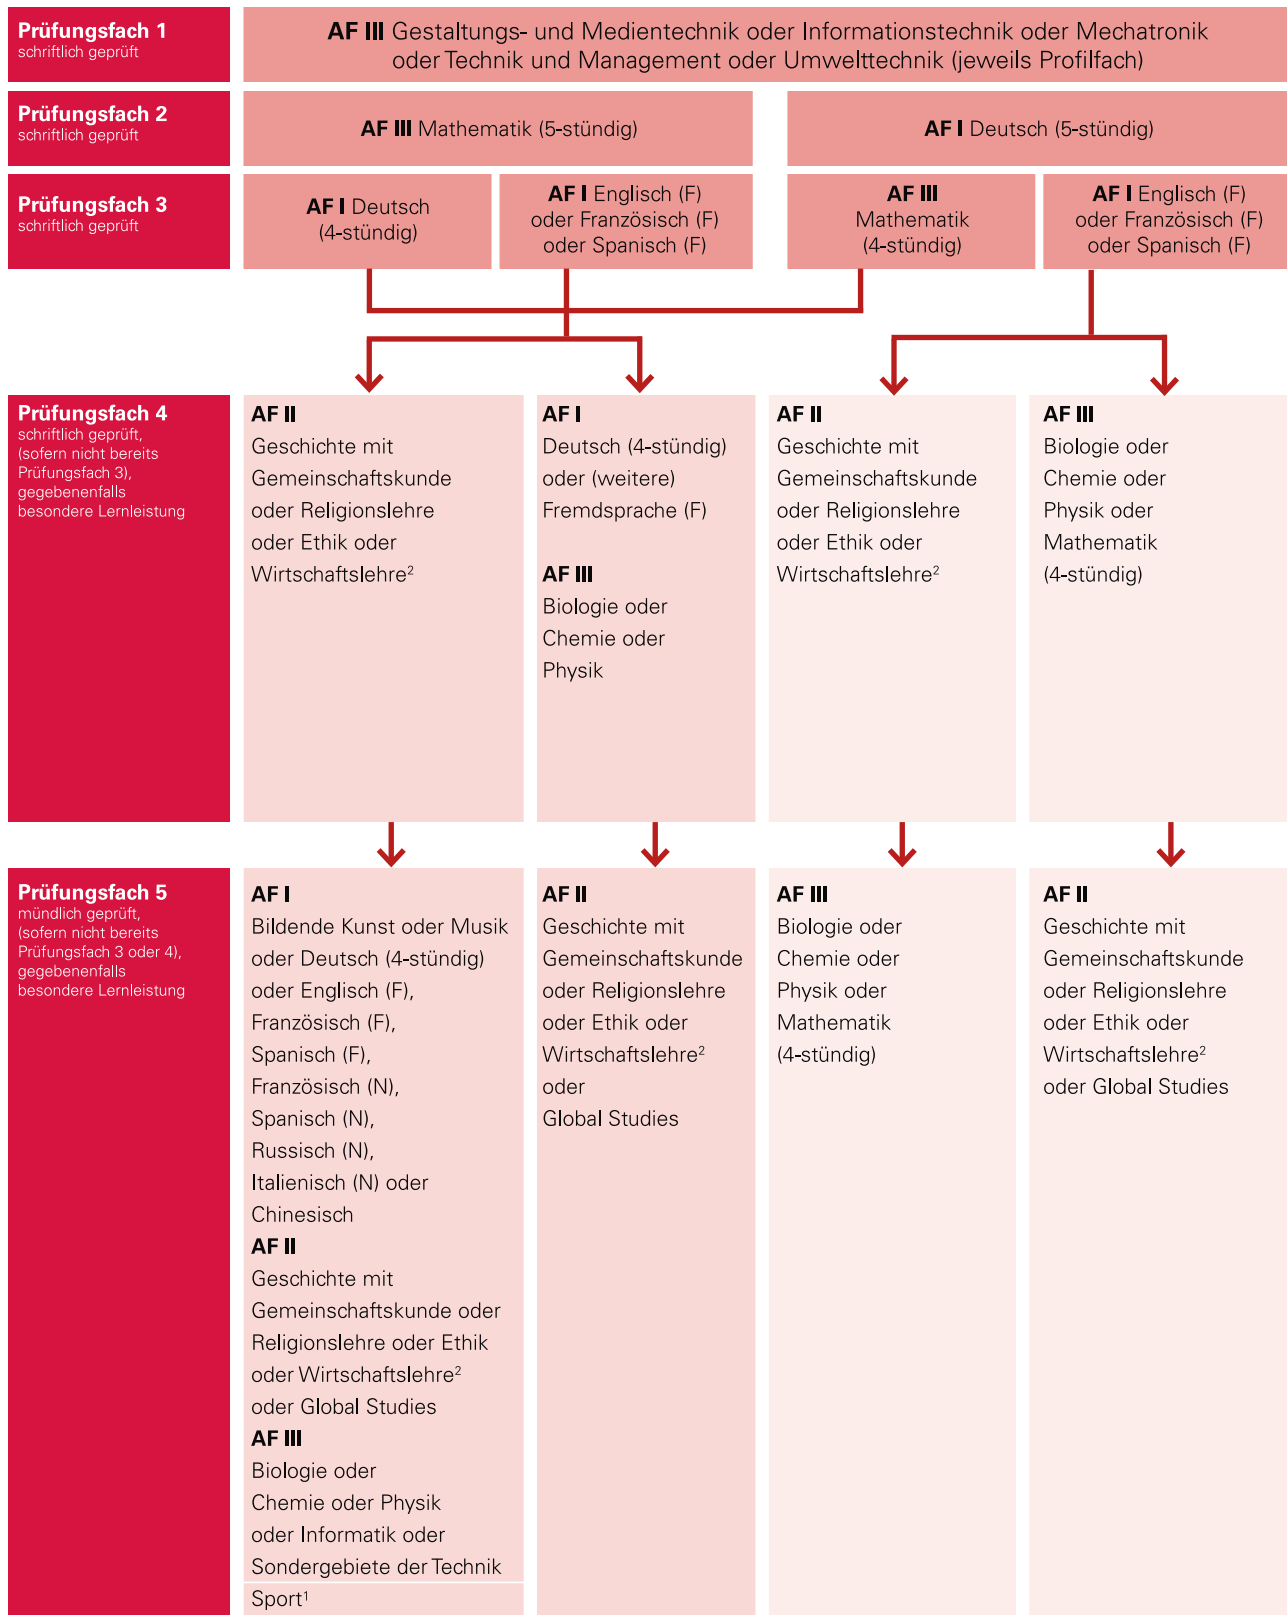 Prüfungsfach 1
schriftlich geprüft
AF III Gestaltungs- und Medientechnik oder Informationstechnik oder Mechatronik
oder Technik und Management oder Umwelttechnik (jeweils Profilfach)
Prüfungsfach 2
schriftlich geprüft
AF III Mathematik (5-stündig)
AF I Deutsch (5-stündig)
Prüfungsfach 3
schriftlich geprüft
AF I Deutsch
(4-stündig)
AF I Englisch (F)
oder Französisch (F)
oder Spanisch (F)
AF III
Mathematik
(4-stündig)
AF I Englisch (F)
oder Französisch (F)
oder Spanisch (F)
Prüfungsfach 4
schriftlich geprüft,
(sofern nicht bereits
Prüfungsfach 3),
gegebenenfalls
besondere Lernleistung
AF II
Geschichte mit
Gemeinschaftskunde
oder Religionslehre
oder Ethik oder
Wirtschaftslehre²
AF I
Deutsch (4-stündig)
oder (weitere)
Fremdsprache (F)
AF III
Biologie oder
Chemie oder
Physik
AF II
Geschichte mit
Gemeinschaftskunde
oder Religionslehre
oder Ethik oder
Wirtschaftslehre²
AF III
Biologie oder
Chemie oder
Physik oder
Mathematik
(4-stündig)
Prüfungsfach 5
mündlich geprüft,
(sofern nicht bereits
Prüfungsfach 3 oder 4),
gegebenenfalls
besondere Lernleistung
AF I
Bildende Kunst oder Musik
oder Deutsch (4-stündig)
oder Englisch (F),
Französisch (F),
Spanisch (F),
Französisch (N),
Spanisch (N),
Russisch (N),
Italienisch (N) oder
Chinesisch
AF II
Geschichte mit
Gemeinschaftskunde oder
Religionslehre oder Ethik
oder Wirtschaftslehre²
oder Global Studies
AF III
Biologie oder
Chemie oder Physik
oder Informatik oder
Sondergebiete der Technik
Sport¹
AF II
Geschichte mit
Gemeinschaftskunde
oder Religionslehre
oder Ethik oder
Wirtschaftslehre²
oder
Global Studies
AF III
Biologie oder
Chemie oder
Physik oder
Mathematik
(4-stündig)
AF II
Geschichte mit
Gemeinschaftskunde
oder Religionslehre
oder Ethik oder
Wirtschaftslehre²
oder Global Studies